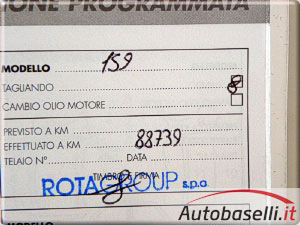 IONE PROGRAMMATA
MODELLO 159
TAGLIANDO
CAMBIO OLIO MOTORE
PREVISTO A KM
EFFETTUATO A KM 88739
TELAIO N° DATA
TIMBRO E FIRMA
ROTAGROUP s.p.a.
Autobaselli.it
MODELLO